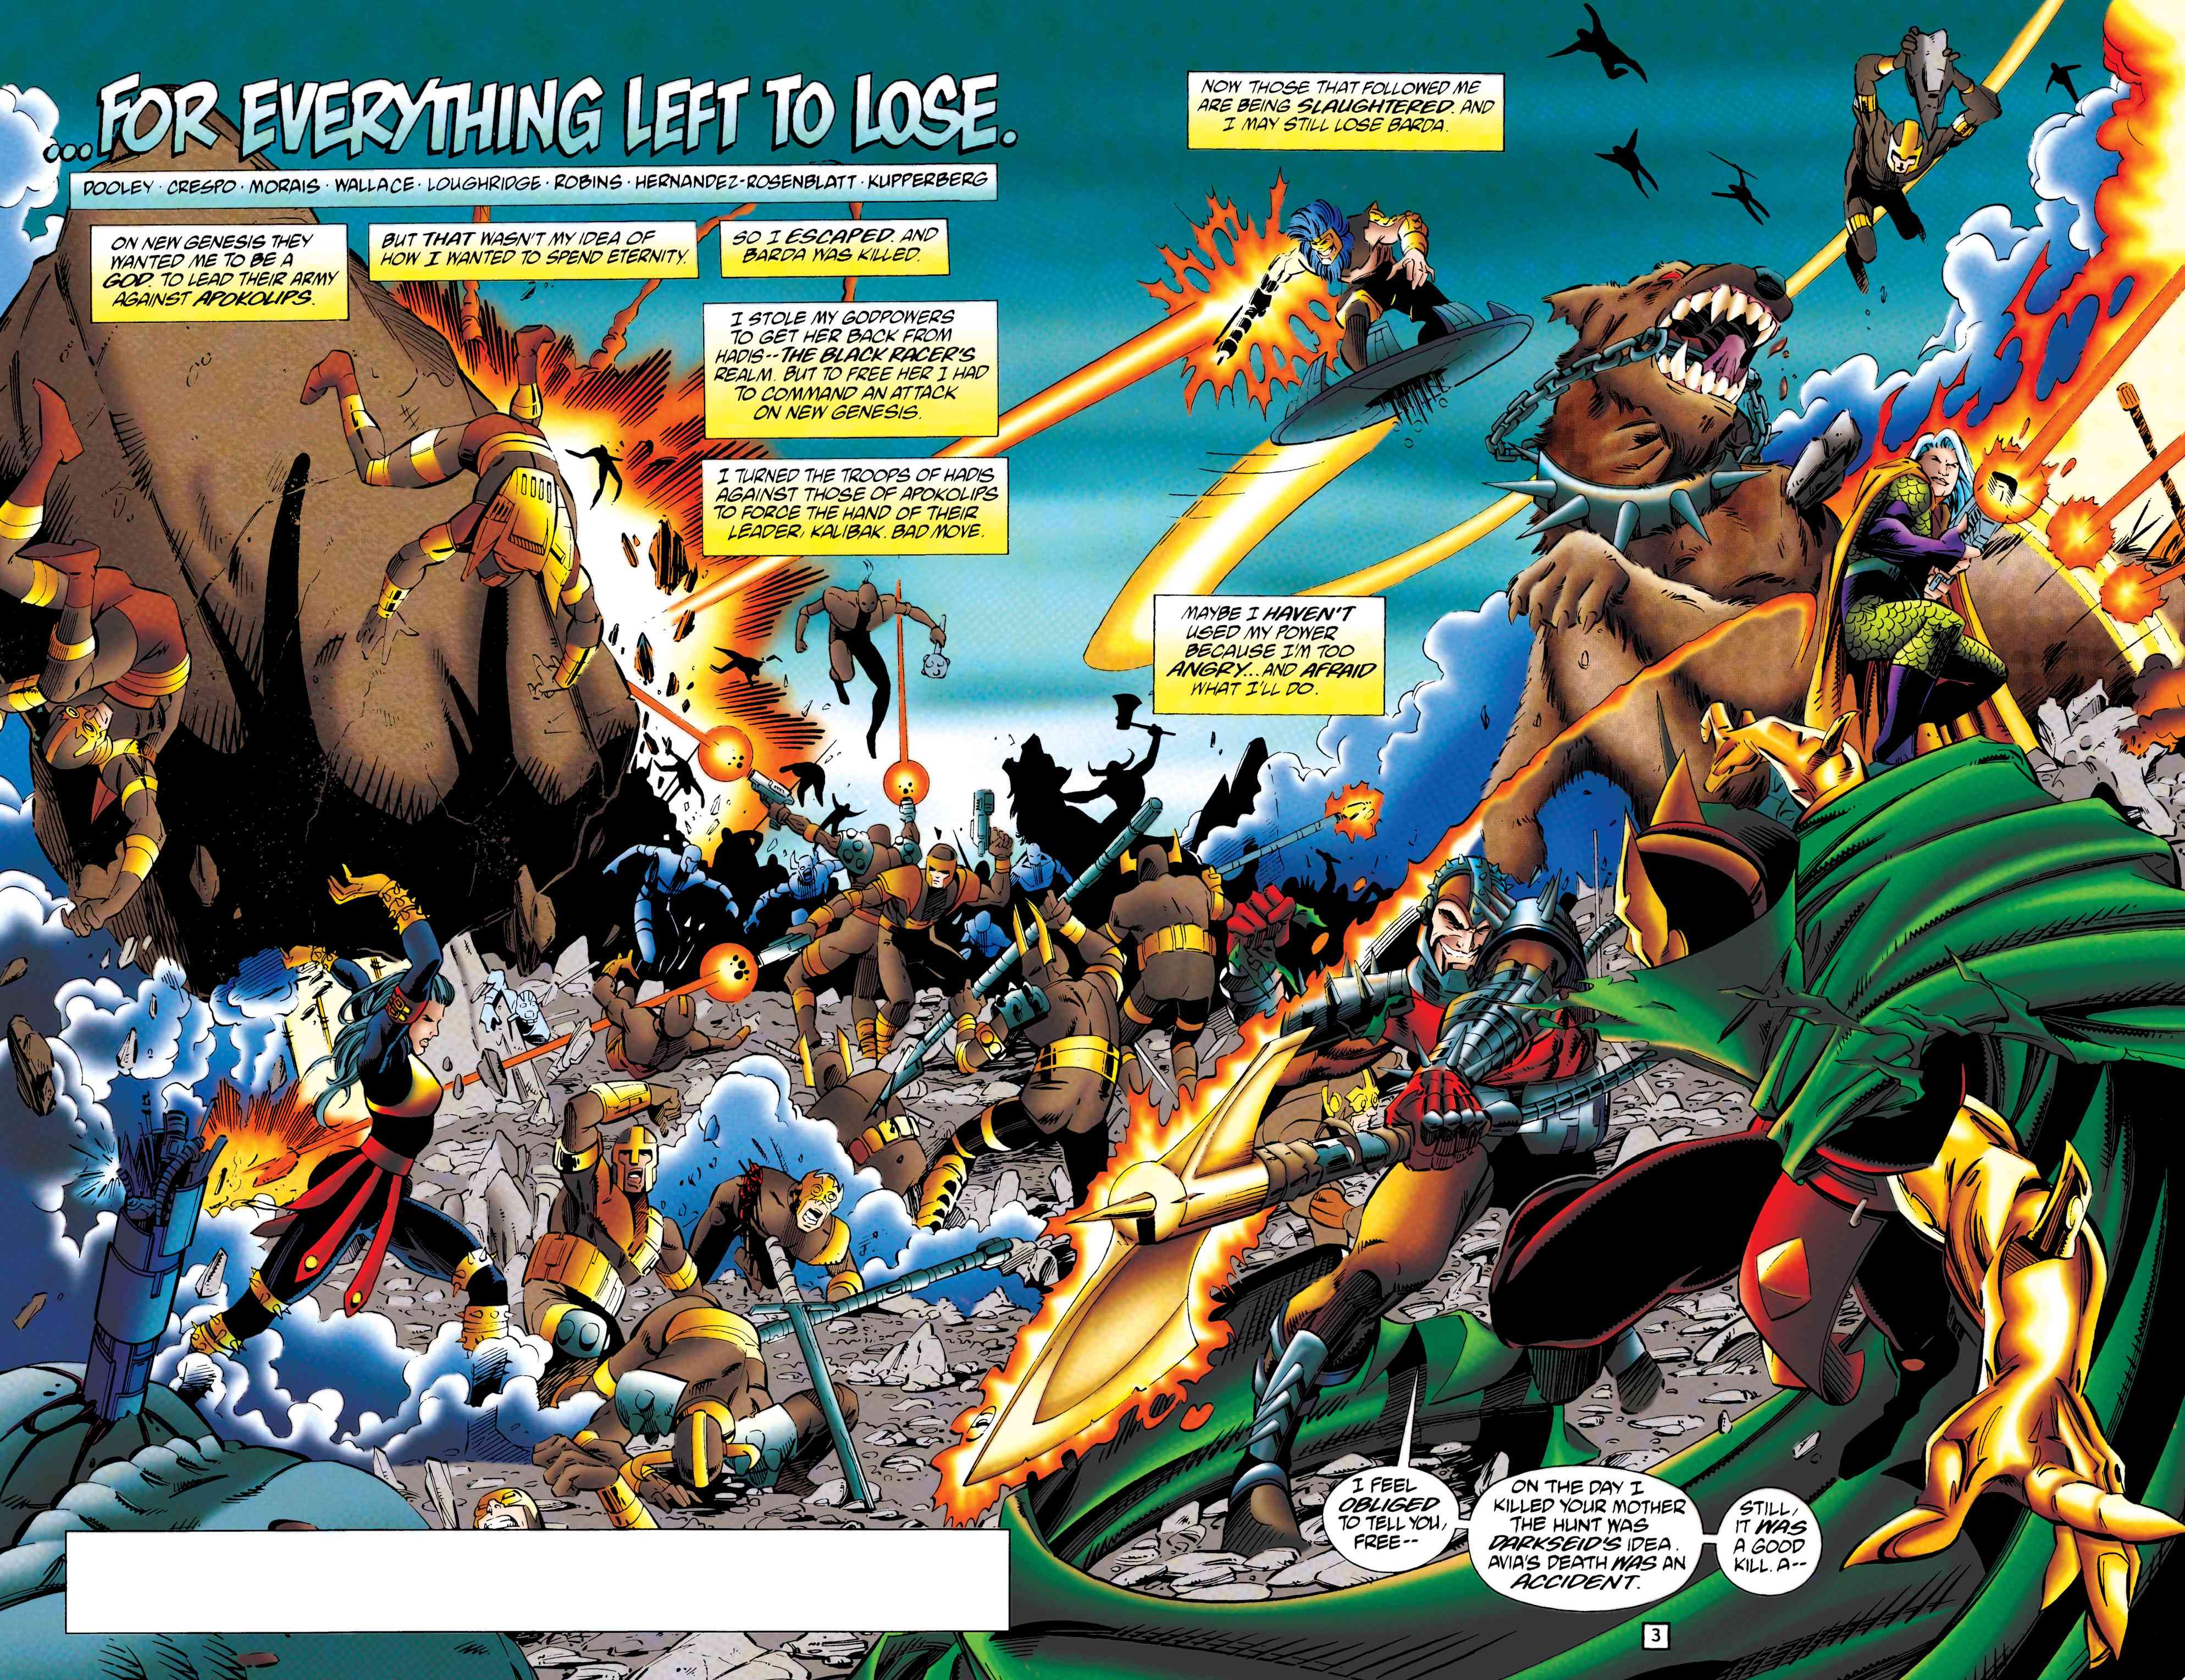 ...FOR EVERYTHING LEFT TO LOSE.
DOOLEY · CRESPO · MORAIS · WALLACE · LOUGHRIDGE · ROBINS · HERNANDEZ-ROSENBLATT · KUPPERBERG
ON NEW GENESIS THEY
WANTED ME TO BE A
GOD. TO LEAD THEIR ARMY
AGAINST APOKOLIPS.
BUT THAT WASN'T MY IDEA OF
HOW I WANTED TO SPEND ETERNITY.
SO I ESCAPED. AND
BARDA WAS KILLED.
I STOLE MY GODPOWERS
TO GET HER BACK FROM
HADIS--THE BLACK RACER'S
REALM. BUT TO FREE HER I HAD
TO COMMAND AN ATTACK
ON NEW GENESIS.
I TURNED THE TROOPS OF HADIS
AGAINST THOSE OF APOKOLIPS
TO FORCE THE HAND OF THEIR
LEADER, KALIBAK. BAD MOVE.
NOW THOSE THAT FOLLOWED ME
ARE BEING SLAUGHTERED. AND
I MAY STILL LOSE BARDA.
MAYBE I HAVEN'T
USED MY POWER
BECAUSE I'M TOO
ANGRY...AND AFRAID
WHAT I'LL DO.
I FEEL
OBLIGED
TO TELL YOU,
FREE--
ON THE DAY I
KILLED YOUR MOTHER
THE HUNT WAS
DARKSEID'S IDEA.
AVIA'S DEATH WAS AN
ACCIDENT.
STILL,
IT WAS
A GOOD
KILL. A--
3